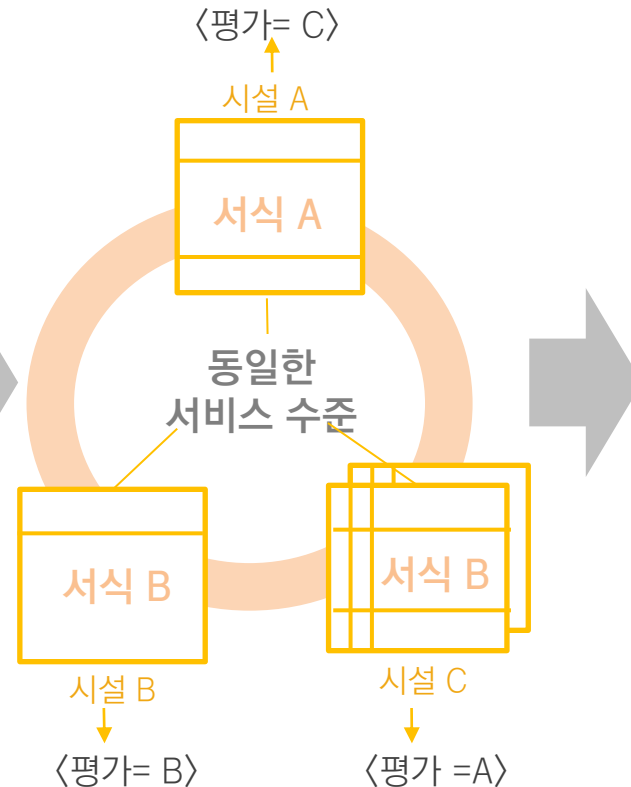 〈평가= C〉
시설 A
서식 A
동일한
서비스 수준
서식 B
서식 B
시설 B
시설 C
〈평가= B〉
〈평가 =A〉